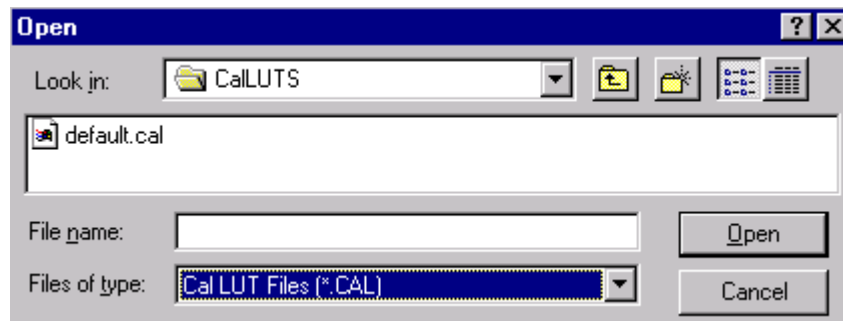 Open
Look in: CalLUTS
default.cal
File name: Open
Files of type: Cal LUT Files (*.CAL) Cancel